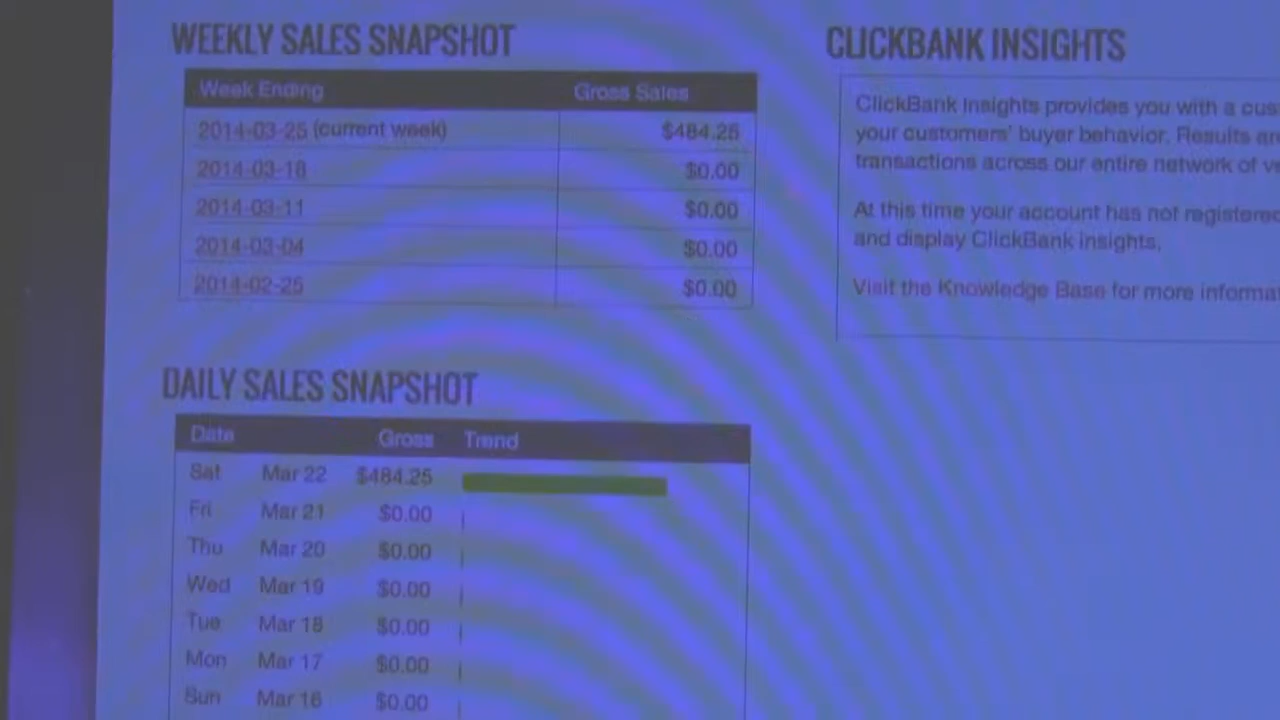 WEEKLY SALES SNAPSHOT
Week Ending Gross Sales
2014-03-25 (current week) $484.25
2014-03-18 $0.00
2014-03-11 $0.00
2014-03-04 $0.00
2014-02-25 $0.00
DAILY SALES SNAPSHOT
Date Gross Trend
Sat Mar 22 $484.25
Fri Mar 21 $0.00
Thu Mar 20 $0.00
Wed Mar 19 $0.00
Tue Mar 18 $0.00
Mon Mar 17 $0.00
Sun Mar 16 $0.00
CLICKBANK INSIGHTS
ClickBank Insights provides you with a
your customers' buyer behavior. Results
transactions across our entire network of
At this time your account has not registered
and display ClickBank Insights.
Visit the Knowledge Base for more